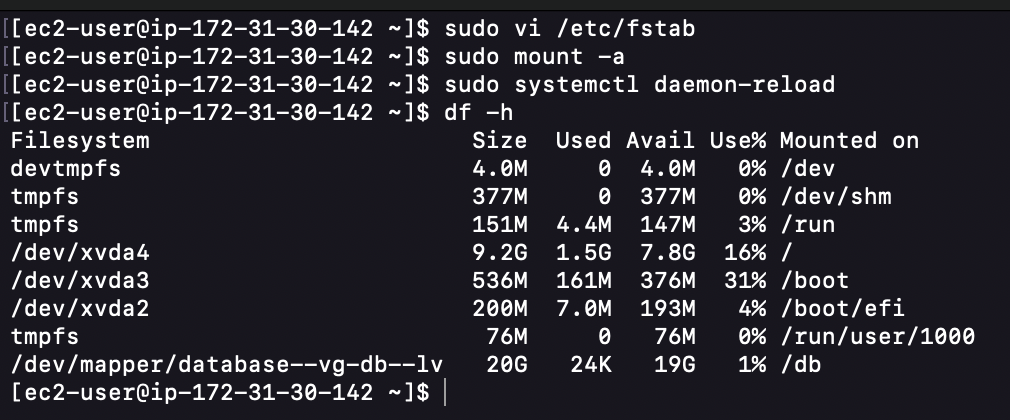 [[ec2-user@ip-172-31-30-142 ~]$ sudo vi /etc/fstab
[[ec2-user@ip-172-31-30-142 ~]$ sudo mount -a
[[ec2-user@ip-172-31-30-142 ~]$ sudo systemctl daemon-reload
[[ec2-user@ip-172-31-30-142 ~]$ df -h
Filesystem                         Size  Used Avail Use% Mounted on
devtmpfs                           4.0M     0  4.0M   0% /dev
tmpfs                              377M     0  377M   0% /dev/shm
tmpfs                              151M  4.4M  147M   3% /run
/dev/xvda4                         9.2G  1.5G  7.8G  16% /
/dev/xvda3                         536M  161M  376M  31% /boot
/dev/xvda2                         200M  7.0M  193M   4% /boot/efi
tmpfs                               76M     0   76M   0% /run/user/1000
/dev/mapper/database--vg-db--lv     20G   24K   19G   1% /db
[ec2-user@ip-172-31-30-142 ~]$